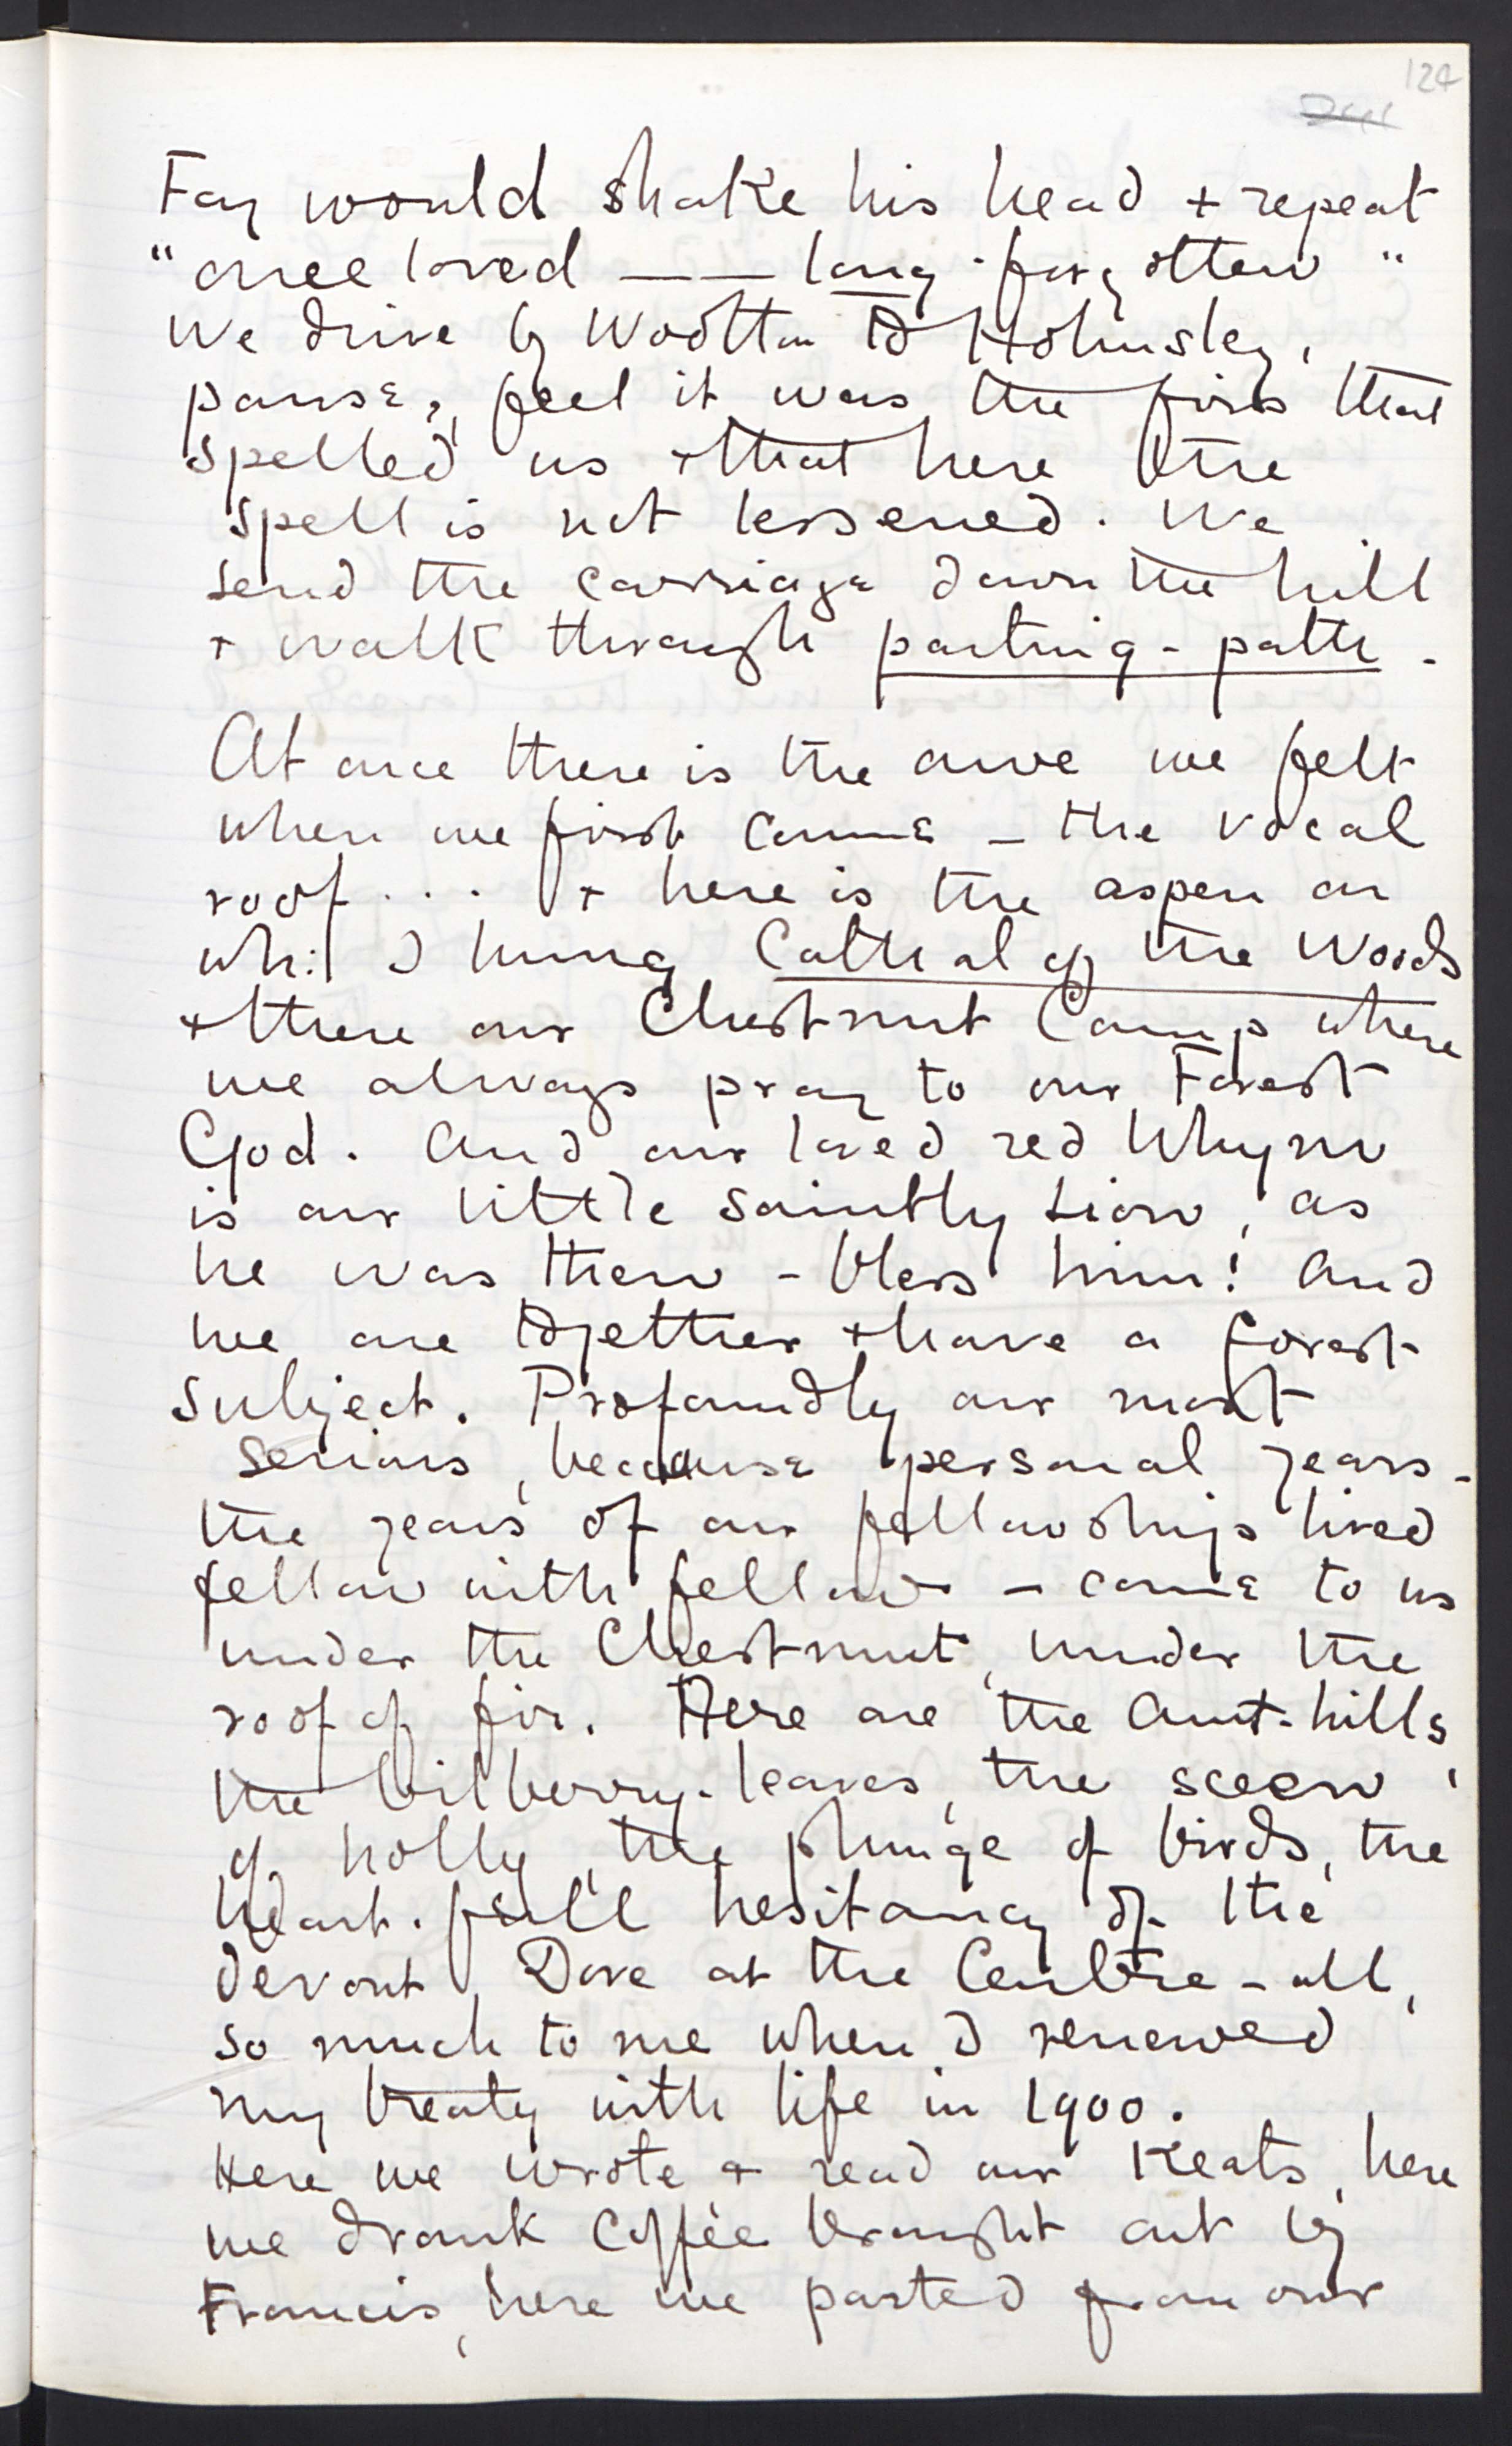 124
Fay would shake his head + repeat
"once loved — — long-forgotten"
We drive by Wootton to Holmsley,
pause, feel it was the firs that
spelled us + that here the
spell is not lessened. We
send the carriage down the hill
+ walk through parting-path.
At once there is the awe we felt
when we first came – the vocal
roof . . . + here is the aspen on
wh: I hung Cathal of the Woods
+ there our Chestnut Camp where
we always pray to our Forest
God. And our loved red Whym
is our little saintly Lion, as
he was then – bless him! And
we are together + have a forest
subject. Profoundly our most
serious, because personal years –
the years of our fellowship lived
fellow with fellow – came to us
under the Chestnut, under the
roof of fir. Here are the Ant-hills,
the bilberry-leaves, the screen
of holly, the plunge of birds, the
heart-full hesitancy of the
devout Dove at the Centre – all,
so much to me when I renewed
my treaty with life in 1900.
Here we wrote + read our Keats, here
we drank coffee brought out by
Francis, here we parted from our